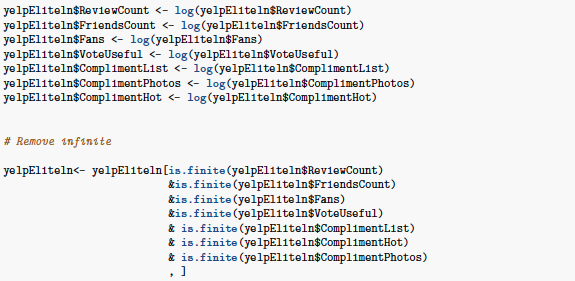 yelpEliteln$ReviewCount <- log(yelpEliteln$ReviewCount)
yelpEliteln$FriendsCount <- log(yelpEliteln$FriendsCount)
yelpEliteln$Fans <- log(yelpEliteln$Fans)
yelpEliteln$VoteUseful <- log(yelpEliteln$VoteUseful)
yelpEliteln$ComplimentList <- log(yelpEliteln$ComplimentList)
yelpEliteln$ComplimentPhotos <- log(yelpEliteln$ComplimentPhotos)
yelpEliteln$ComplimentHot <- log(yelpEliteln$ComplimentHot)
# Remove infinite
yelpEliteln<- yelpEliteln[is.finite(yelpEliteln$ReviewCount)
&is.finite(yelpEliteln$FriendsCount)
&is.finite(yelpEliteln$Fans)
&is.finite(yelpEliteln$VoteUseful)
& is.finite(yelpEliteln$ComplimentList)
& is.finite(yelpEliteln$ComplimentHot)
& is.finite(yelpEliteln$ComplimentPhotos)
, ]